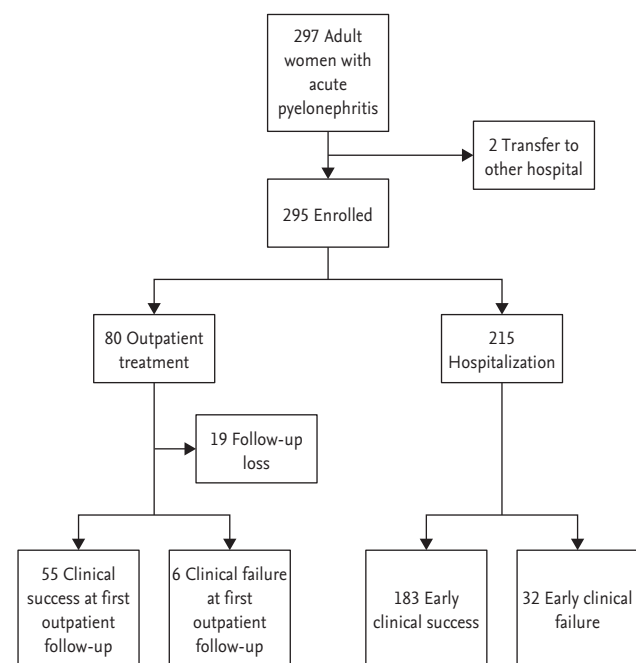 297 Adult
women with
acute
pyelonephritis
2 Transfer to
other hospital
295 Enrolled
80 Outpatient
treatment
215
Hospitalization
19 Follow-up
loss
55 Clinical
success at first
outpatient
follow-up
6 Clinical failure
at first
outpatient
follow-up
183 Early
clinical success
32 Early clinical
failure